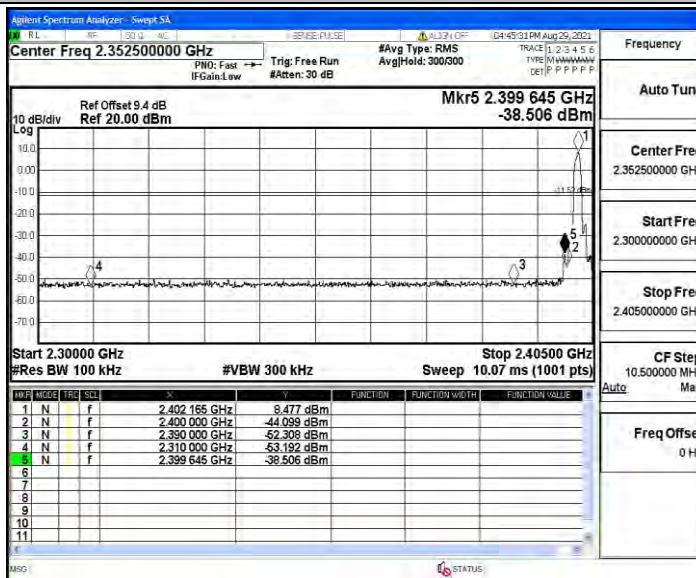 Agilent Spectrum Analyzer - Swept SA
RL RF 50 Ω AC SENSE:PULSE ALIGN OFF 04:45:31 PM Aug 29, 2021
Center Freq 2.352500000 GHz
PNO: Fast
IFGain:Low
Trig: Free Run
#Atten: 30 dB
#Avg Type: RMS
Avg|Hold: 300/300
TRACE 1 2 3 4 5 6
TYPE M
DET P P P P P P
Ref Offset 9.4 dB
10 dB/div Ref 20.00 dBm
Mkr5 2.399 645 GHz
-38.506 dBm
Log
10.0
0.00
-10.0
-20.0
-30.0
-40.0
-50.0
-60.0
-70.0
1
5
2
3
4
Start 2.30000 GHz Stop 2.40500 GHz
#Res BW 100 kHz #VBW 300 kHz Sweep 10.07 ms (1001 pts)
MKR MODE TRC SCL X Y FUNCTION FUNCTION WIDTH FUNCTION VALUE
1 N f 2.402 165 GHz 8.477 dBm
2 N f 2.400 000 GHz -44.099 dBm
3 N f 2.390 000 GHz -52.308 dBm
4 N f 2.310 000 GHz -53.192 dBm
5 N f 2.399 645 GHz -38.506 dBm
6
7
8
9
10
11
MSG STATUS
Frequency
Auto Tun
Center Fre
2.352500000 GH
Start Fre
2.300000000 GH
Stop Fre
2.405000000 GH
CF Step
10.500000 MH
Auto Ma
Freq Offse
0 H